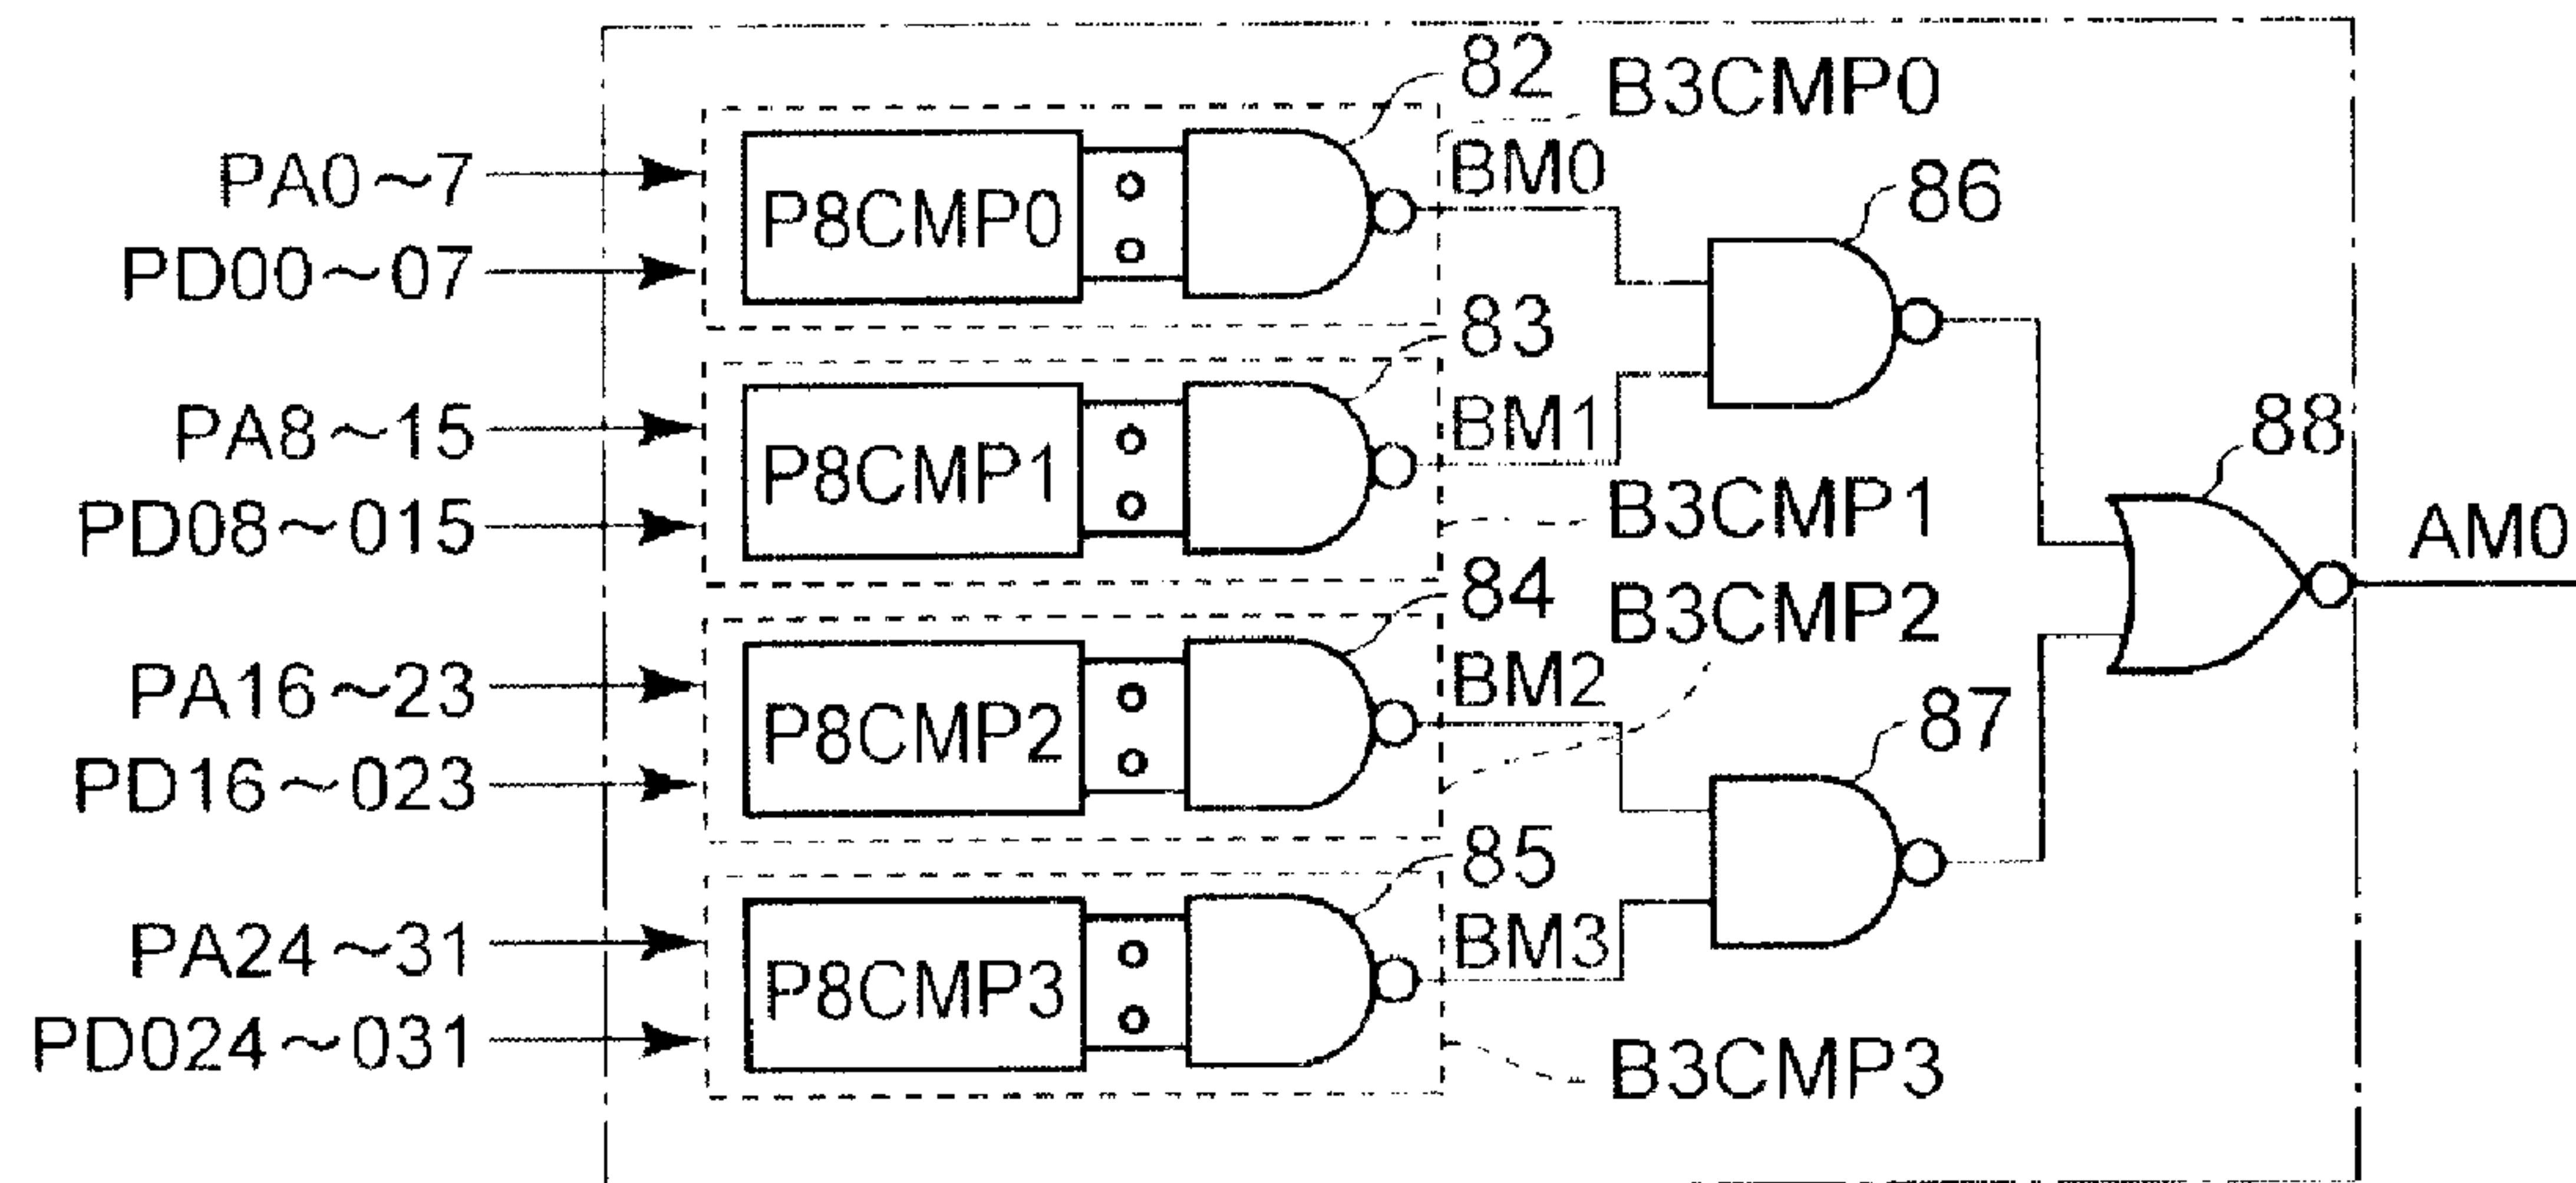 82
B3CMP0
PA0~7
PD00~07
P8CMP0
BM0
86
83
PA8~15
PD08~015
P8CMP1
BM1
B3CMP1
88
AM0
84
B3CMP2
PA16~23
PD16~023
P8CMP2
BM2
87
85
PA24~31
PD024~031
P8CMP3
BM3
B3CMP3